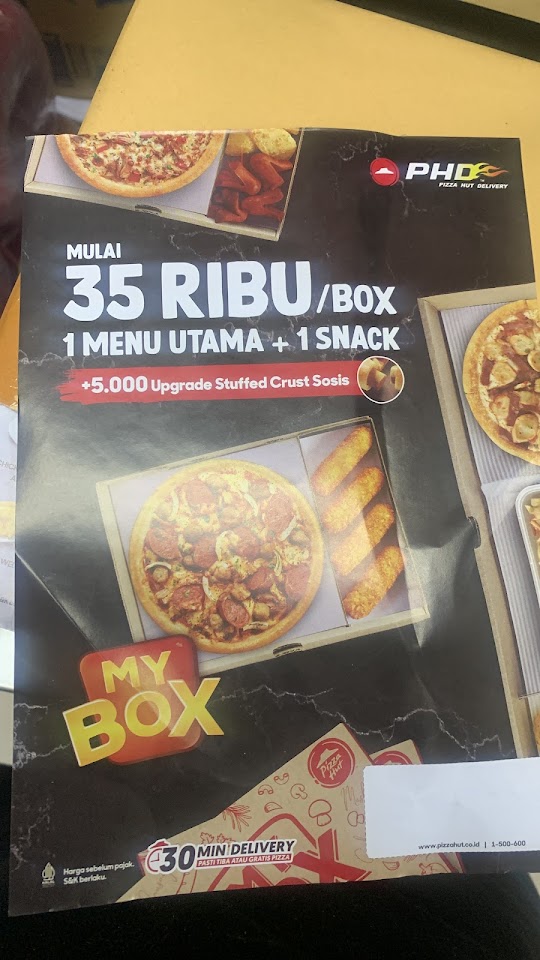 PHD
PIZZA HUT DELIVERY
MULAI
35 RIBU/BOX
1 MENU UTAMA + 1 SNACK
+5.000 Upgrade Stuffed Crust Sosis
MY
BOX
Pizza
Hut
30 MIN DELIVERY
PASTI TIBA ATAU GRATIS PIZZA
Harga sebelum pajak.
S&K berlaku.
www.pizzahut.co.id | 1-500-600